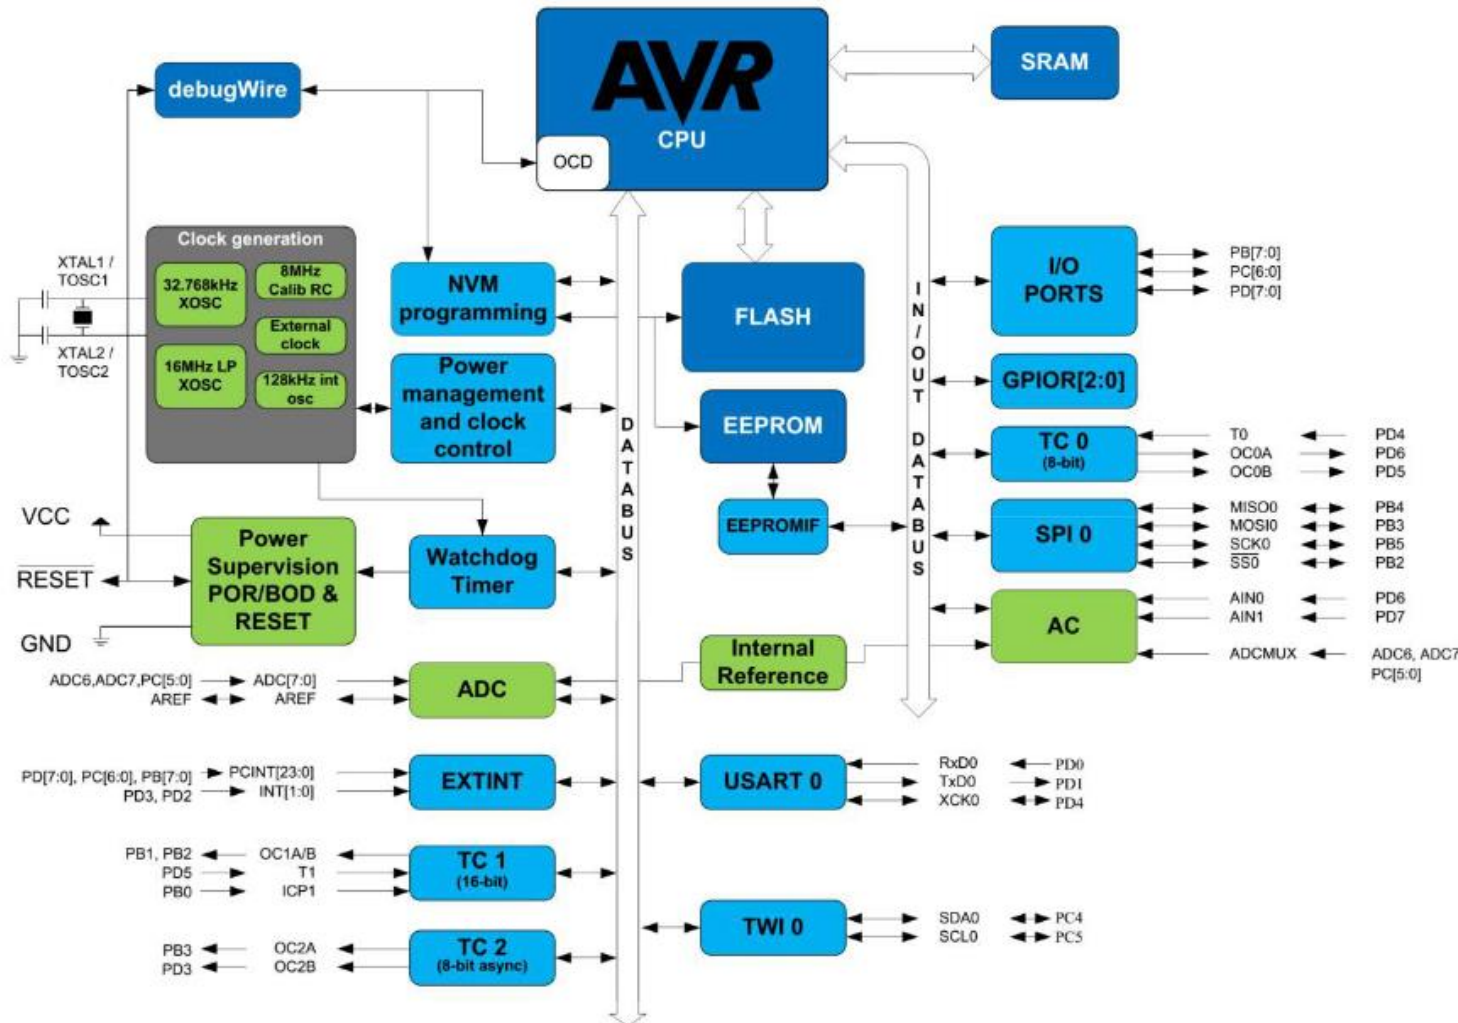 AVR
CPU
OCD
SRAM
debugWire
Clock generation
32.768kHz
XOSC
8MHz
Calib RC
External
clock
16MHz LP
XOSC
128kHz int
osc
XTAL1 /
TOSC1
XTAL2 /
TOSC2
NVM
programming
Power
management
and clock
control
FLASH
EEPROM
EEPROMIF
DATABUS
IN/OUT DATABUS
I/O
PORTS
PB[7:0]
PC[6:0]
PD[7:0]
GPIOR[2:0]
TC 0
(8-bit)
T0 PD4
OC0A PD6
OC0B PD5
SPI 0
MISO0 PB4
MOSI0 PB3
SCK0 PB5
SS0 PB2
AC
AIN0 PD6
AIN1 PD7
ADCMUX ADC6, ADC7
PC[5:0]
VCC
RESET
GND
Power
Supervision
POR/BOD &
RESET
Watchdog
Timer
Internal
Reference
ADC6,ADC7,PC[5:0] ADC[7:0]
AREF AREF
ADC
PD[7:0], PC[6:0], PB[7:0] PCINT[23:0]
PD3, PD2 INT[1:0]
EXTINT
USART 0
RxD0 PD0
TxD0 PD1
XCK0 PD4
PB1, PB2 OC1A/B
PD5 T1
PB0 ICP1
TC 1
(16-bit)
TWI 0
SDA0 PC4
SCL0 PC5
PB3 OC2A
PD3 OC2B
TC 2
(8-bit async)